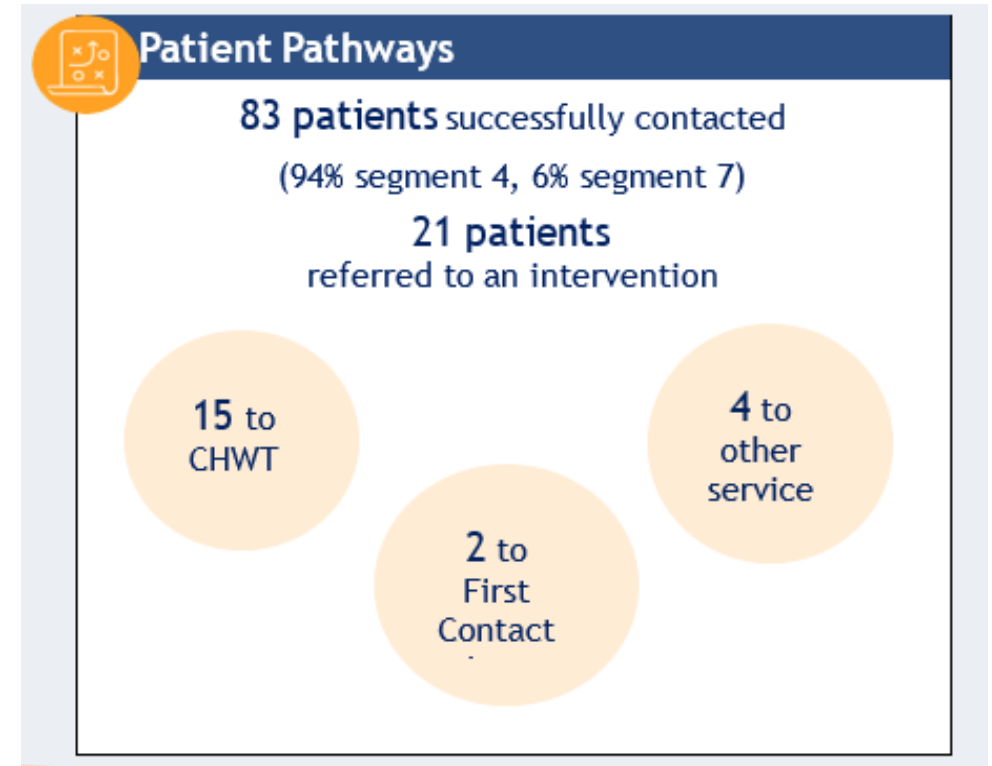 Patient Pathways
83 patients successfully contacted
(94% segment 4, 6% segment 7)
21 patients
referred to an intervention
15 to
CHWT
4 to
other
service
2 to
First
Contact